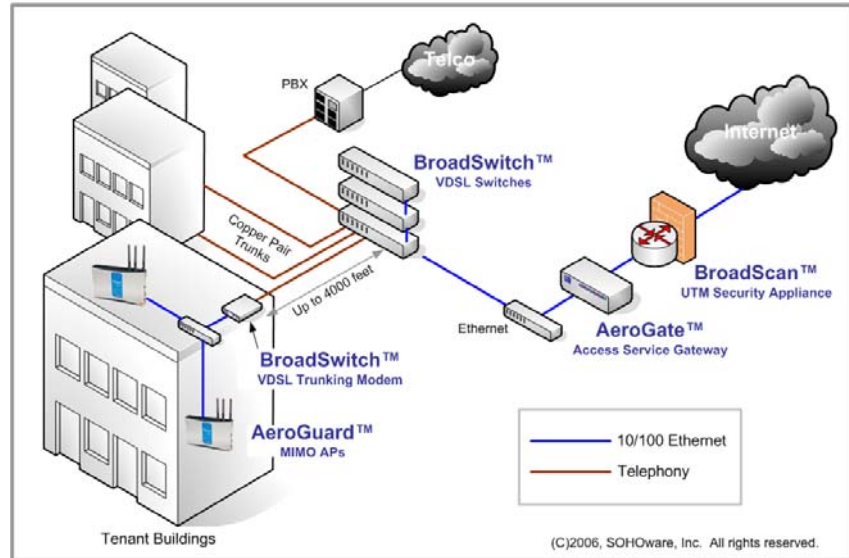 Telco
PBX
Internet
BroadSwitch™
VDSL Switches
Copper Pair
Trunks
Up to 4000 feet
BroadScan™
UTM Security Appliance
Ethernet
AeroGate™
Access Service Gateway
BroadSwitch™
VDSL Trunking Modem
AeroGuard™
MIMO APs
10/100 Ethernet
Telephony
Tenant Buildings
(C)2006, SOHOware, Inc. All rights reserved.